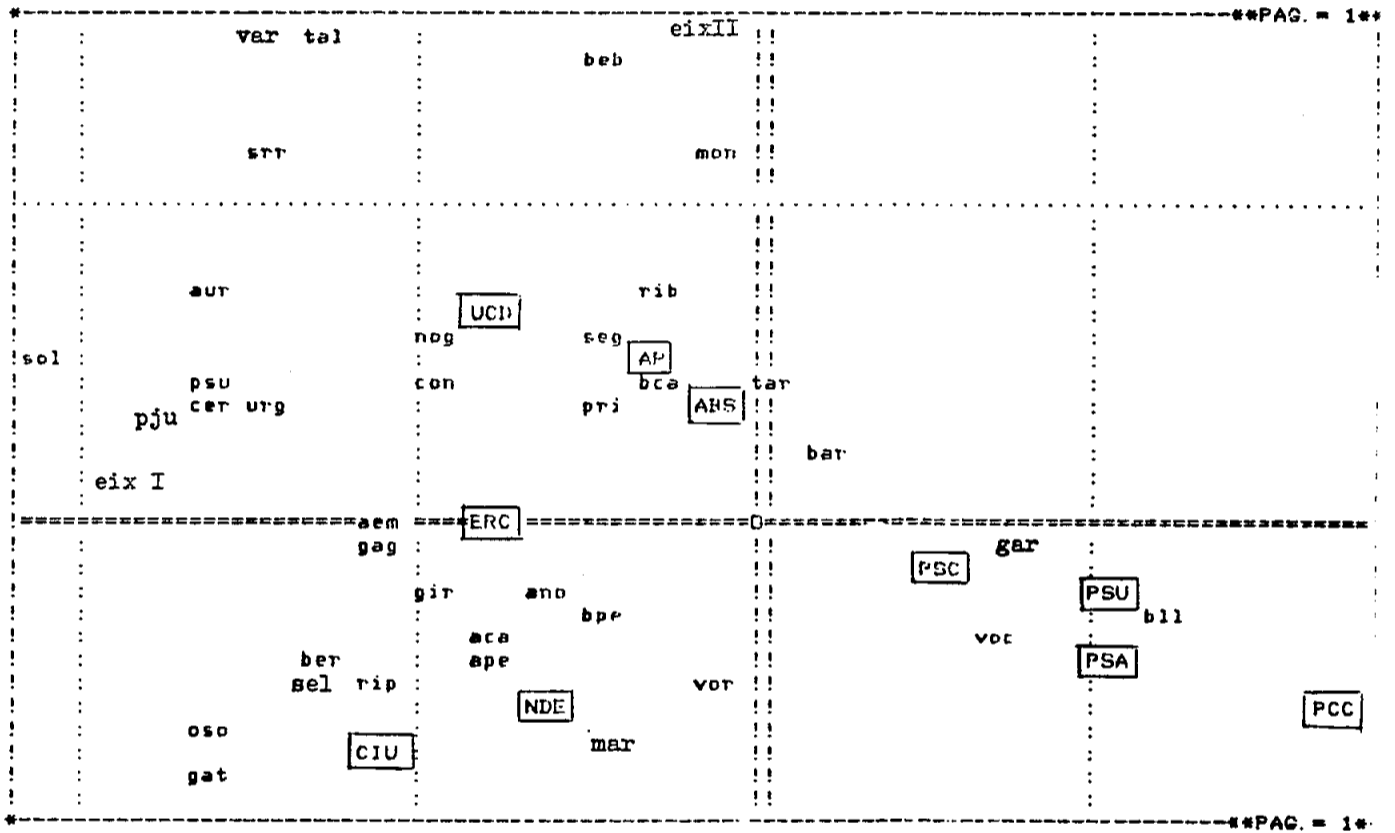 **PAG. = 1**
var tal eixII
beb
srr mon
aur rib
UCD
nog seg
sol AP
psu con bca tar
pju cer urg pri AHS
bar
eix I
aem ERC
gag gar
PSC
gir ano PSU
bpe bll
aca voc
ber ape PSA
sel rip vor
NDE PCC
oso mar
CIU
gat
**PAG. = 1*